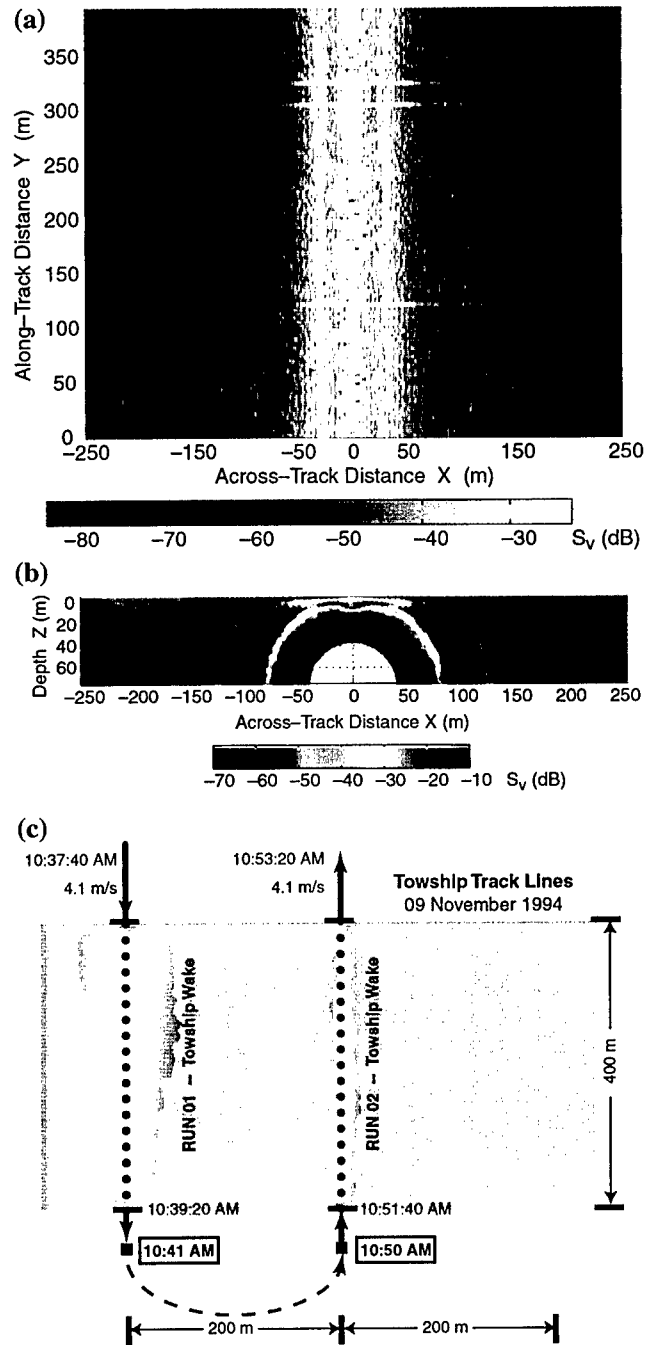 (a)
350
300
250
200
150
100
50
0
Along–Track Distance Y (m)
−250 −150 −50 0 50 150 250
Across–Track Distance X (m)
−80 −70 −60 −50 −40 −30 Sv (dB)
(b)
0
20
40
60
Depth Z (m)
−250 −200 −150 −100 −50 0 50 100 150 200 250
Across–Track Distance X (m)
−70 −60 −50 −40 −30 −20 −10 Sv (dB)
(c)
10:37:40 AM 10:53:20 AM
4.1 m/s 4.1 m/s
Towship Track Lines
09 November 1994
RUN 01 – Towship Wake
RUN 02 – Towship Wake
400 m
10:39:20 AM 10:51:40 AM
10:41 AM 10:50 AM
200 m 200 m